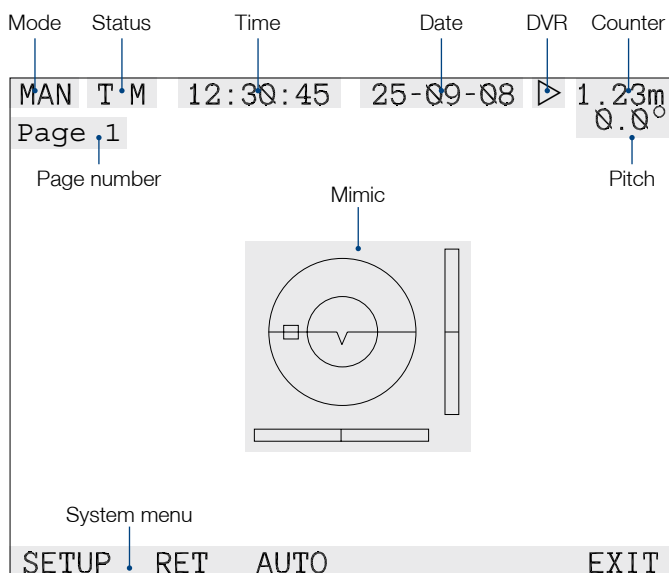 Mode Status Time Date DVR Counter
MAN T M 12:30:45 25-09-08 1.23m
Page 1 0.0°
Page number Pitch
Mimic
System menu
SETUP RET AUTO EXIT